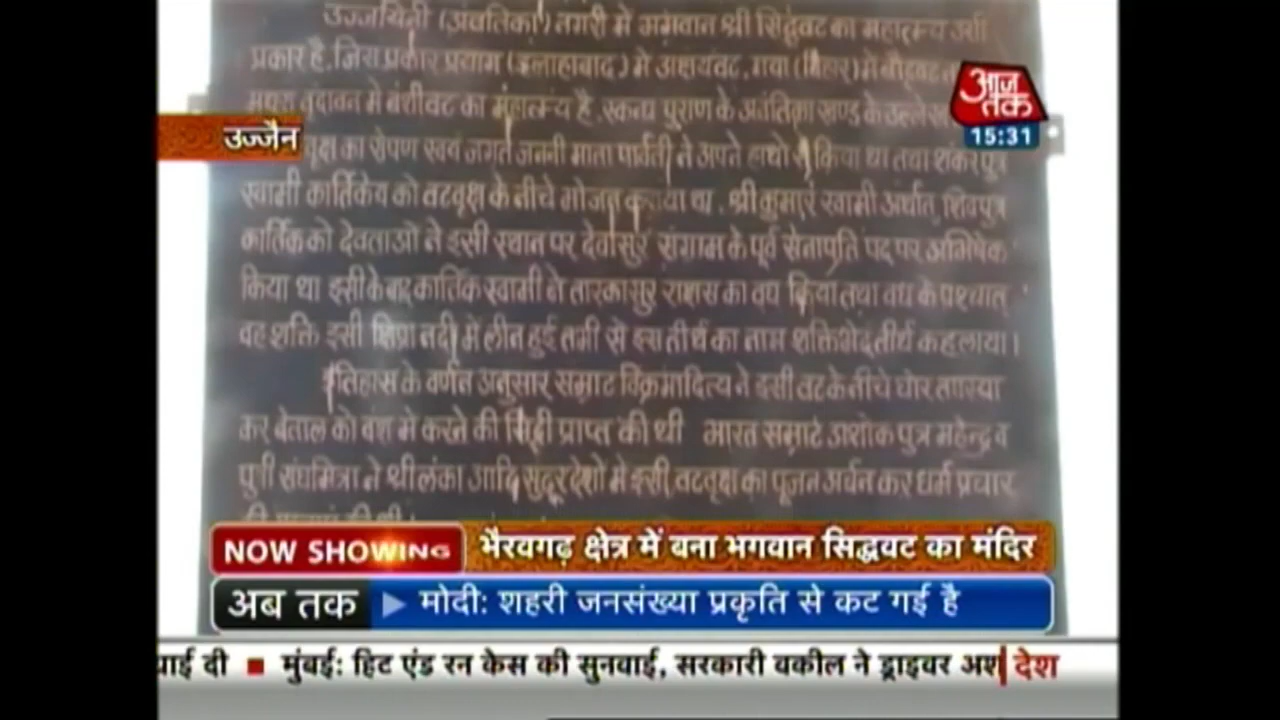 उज्जयिनी (अवंतिका) नगरी में भगवान श्री सिद्धवट का महात्म्य उसी
प्रकार है, जिस प्रकार प्रयाग (इलाहाबाद) में अक्षयवट, गया (बिहार) में बौद्धवट
वृंदावन में बंशीवट का महात्म्य है. स्कन्ध पुराण के अवंतिका खण्ड के
आज तक
15:31
उज्जैन
का रोपण स्वयं जगत जननी माता पार्वती ने अपने हाथो से किया था तथा शंकर पुत्र
स्वामी कार्तिकेय को वटवृक्ष के नीचे भोजन कराया था. श्री कुमार स्वामी अर्थात् शिवपुत्र
कार्तिक को देवताओं ने इसी स्थान पर देवासुर संग्राम के पूर्व सेनापति पद पर अभिषेक
किया था इसी के बाद कार्तिक स्वामी ने तारकासुर राक्षस का वध किया तथा वध के पश्चात्
वह शक्ति इसी क्षिप्रा नदी में लीन हुई तभी से इस तीर्थ का नाम शक्तिभेद तीर्थ कहलाया।
इतिहास के वर्णन अनुसार सम्राट विक्रमादित्य ने इसी वट के नीचे घोर तपस्या
कर बेताल को वश में करने की सिद्धी प्राप्त की थी भारत सम्राट अशोक पुत्र महेन्द्र व
पुत्री संघमित्रा ने श्रीलंका आदि सुदूर देशों में इसी वटवृक्ष का पूजन अर्चन कर धर्म प्रचार
NOW SHOWING भैरवगढ़ क्षेत्र में बना भगवान सिद्धवट का मंदिर
अब तक मोदी: शहरी जनसंख्या प्रकृति से कट गई है
दी ■ मुंबई: हिट एंड रन केस की सुनवाई, सरकारी वकील ने ड्राइवर अश देश